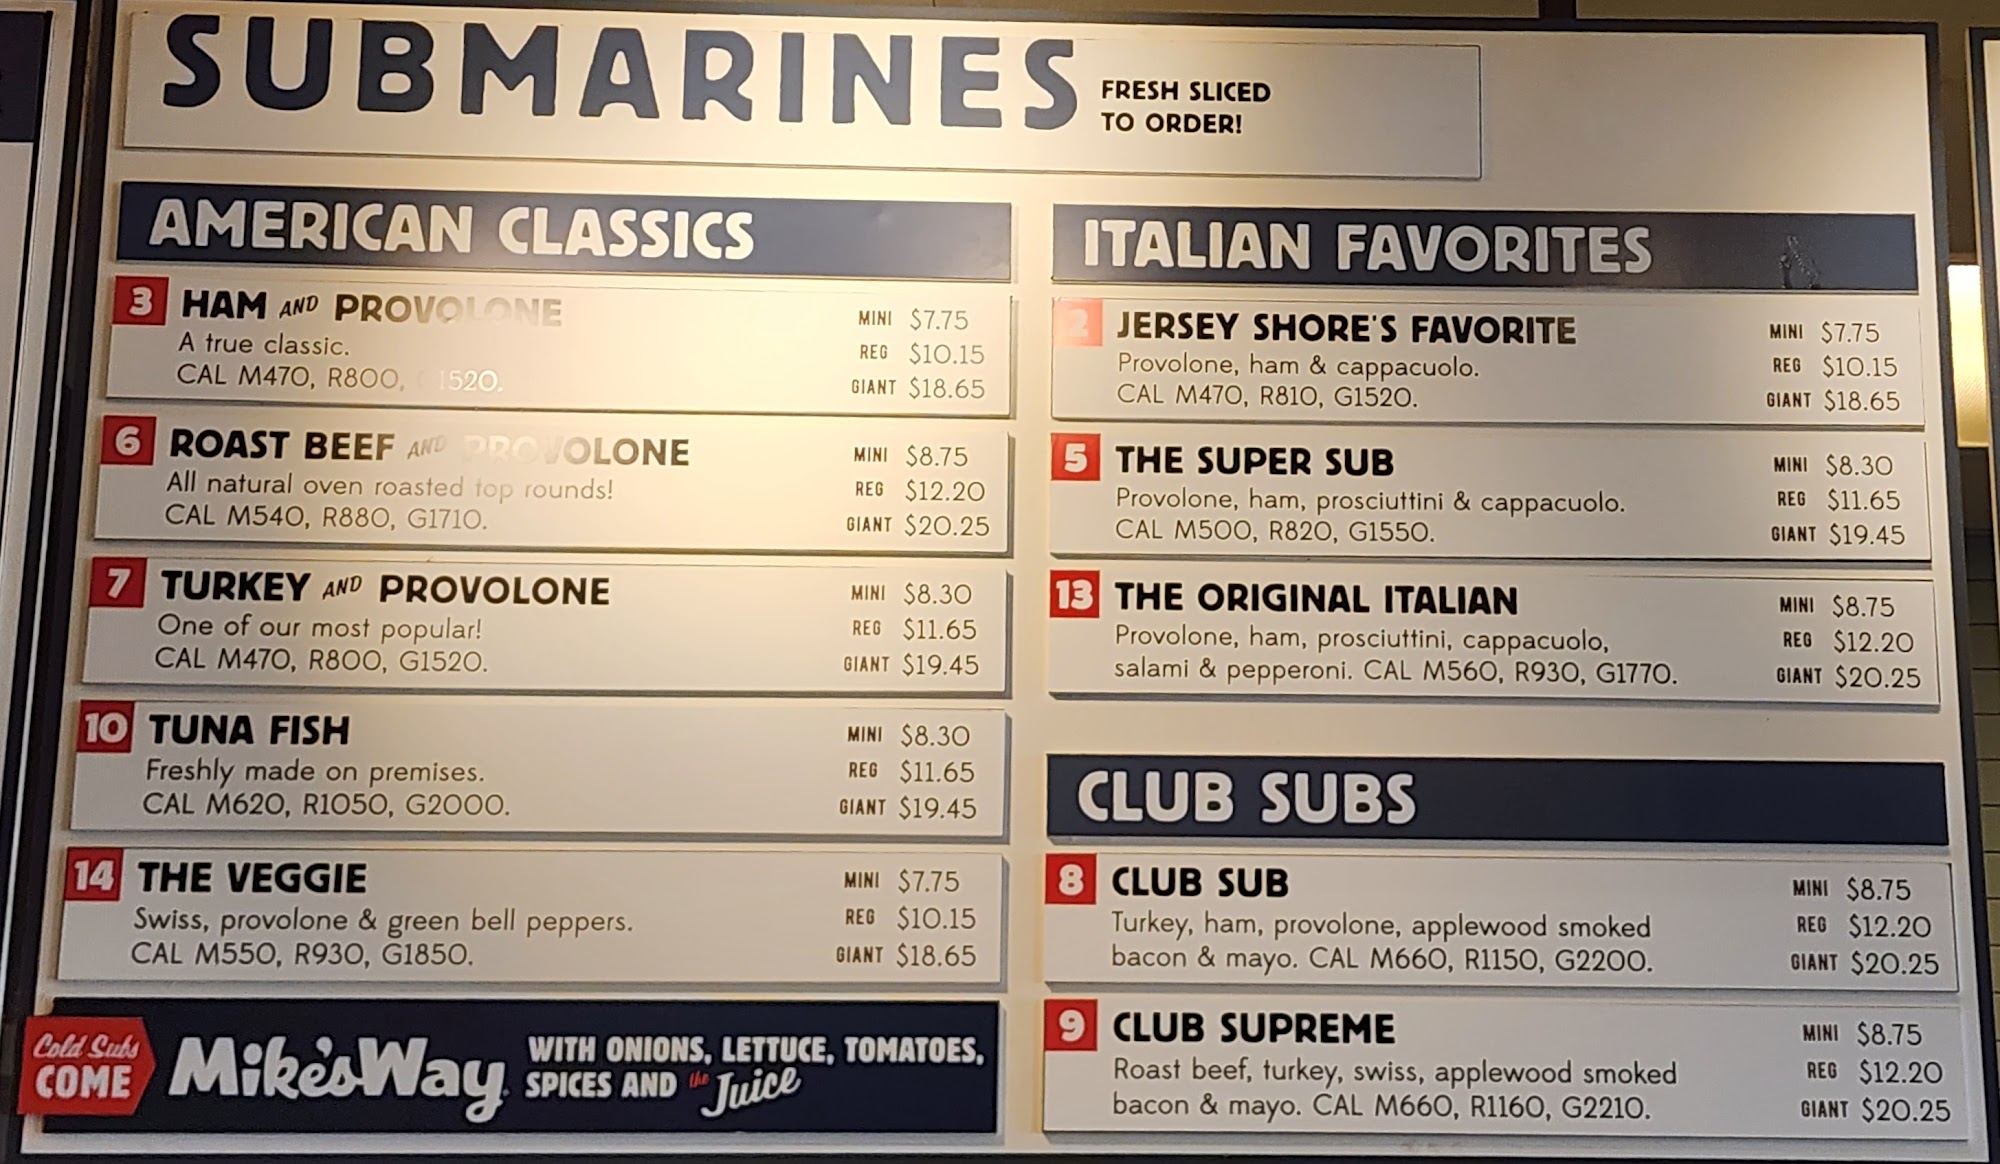 SUBMARINES
FRESH SLICED
TO ORDER!
AMERICAN CLASSICS
3 HAM AND PROVOLONE
A true classic.
CAL M470, R800, G1520.
MINI $7.75
REG $10.15
GIANT $18.65
6 ROAST BEEF AND PROVOLONE
All natural oven roasted top rounds!
CAL M540, R880, G1710.
MINI $8.75
REG $12.20
GIANT $20.25
7 TURKEY AND PROVOLONE
One of our most popular!
CAL M470, R800, G1520.
MINI $8.30
REG $11.65
GIANT $19.45
10 TUNA FISH
Freshly made on premises.
CAL M620, R1050, G2000.
MINI $8.30
REG $11.65
GIANT $19.45
14 THE VEGGIE
Swiss, provolone & green bell peppers.
CAL M550, R930, G1850.
MINI $7.75
REG $10.15
GIANT $18.65
Cold Subs
COME
Mike's Way
WITH ONIONS, LETTUCE, TOMATOES,
SPICES AND the Juice
ITALIAN FAVORITES
2 JERSEY SHORE'S FAVORITE
Provolone, ham & cappacuolo.
CAL M470, R810, G1520.
MINI $7.75
REG $10.15
GIANT $18.65
5 THE SUPER SUB
Provolone, ham, prosciuttini & cappacuolo.
CAL M500, R820, G1550.
MINI $8.30
REG $11.65
GIANT $19.45
13 THE ORIGINAL ITALIAN
Provolone, ham, prosciuttini, cappacuolo,
salami & pepperoni. CAL M560, R930, G1770.
MINI $8.75
REG $12.20
GIANT $20.25
CLUB SUBS
8 CLUB SUB
Turkey, ham, provolone, applewood smoked
bacon & mayo. CAL M660, R1150, G2200.
MINI $8.75
REG $12.20
GIANT $20.25
9 CLUB SUPREME
Roast beef, turkey, swiss, applewood smoked
bacon & mayo. CAL M660, R1160, G2210.
MINI $8.75
REG $12.20
GIANT $20.25